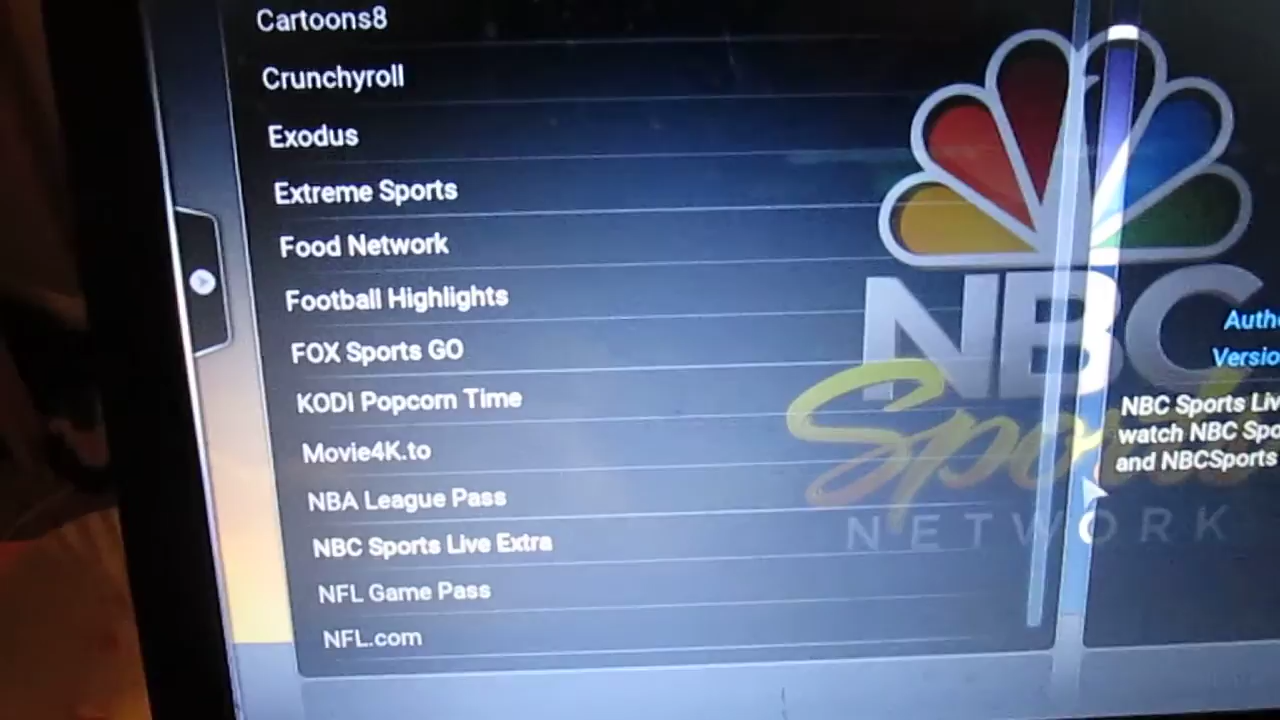 Cartoons8
Crunchyroll
Exodus
Extreme Sports
Food Network
Football Highlights
FOX Sports GO
KODI Popcorn Time
Movie4K.to
NBA League Pass
NBC Sports Live Extra
NFL Game Pass
NFL.com
NBC
Sports
NETWORK
Auth
Versio
NBC Sports Liv
watch NBC Spo
and NBCSports